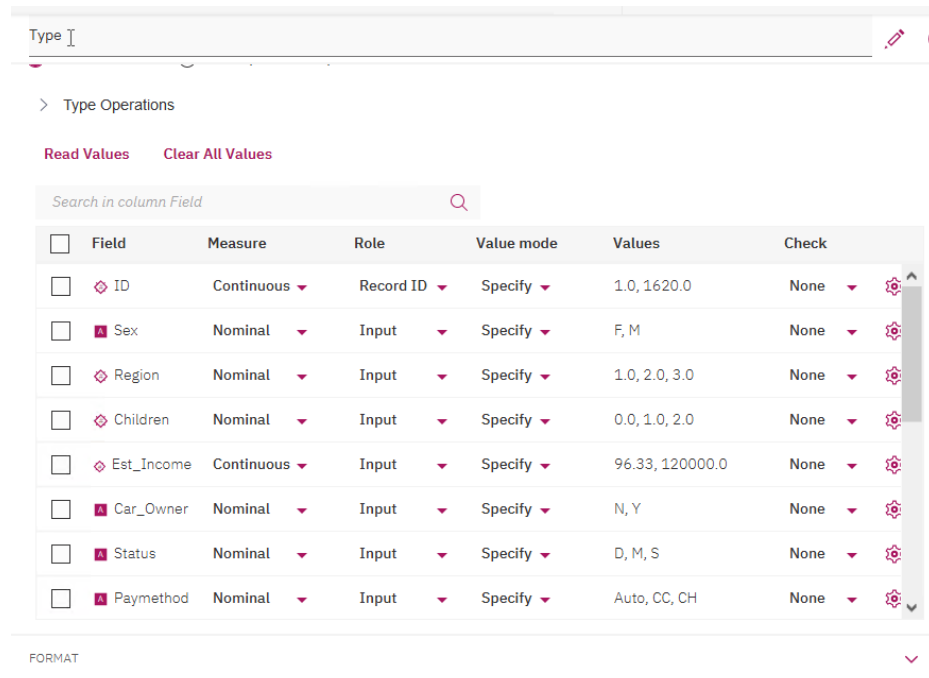 Type
Type Operations
Read Values Clear All Values
Search in column Field
Field Measure Role Value mode Values Check
ID Continuous Record ID Specify 1.0, 1620.0 None
A Sex Nominal Input Specify F, M None
Region Nominal Input Specify 1.0, 2.0, 3.0 None
Children Nominal Input Specify 0.0, 1.0, 2.0 None
Est_Income Continuous Input Specify 96.33, 120000.0 None
A Car_Owner Nominal Input Specify N, Y None
A Status Nominal Input Specify D, M, S None
A Paymethod Nominal Input Specify Auto, CC, CH None
FORMAT